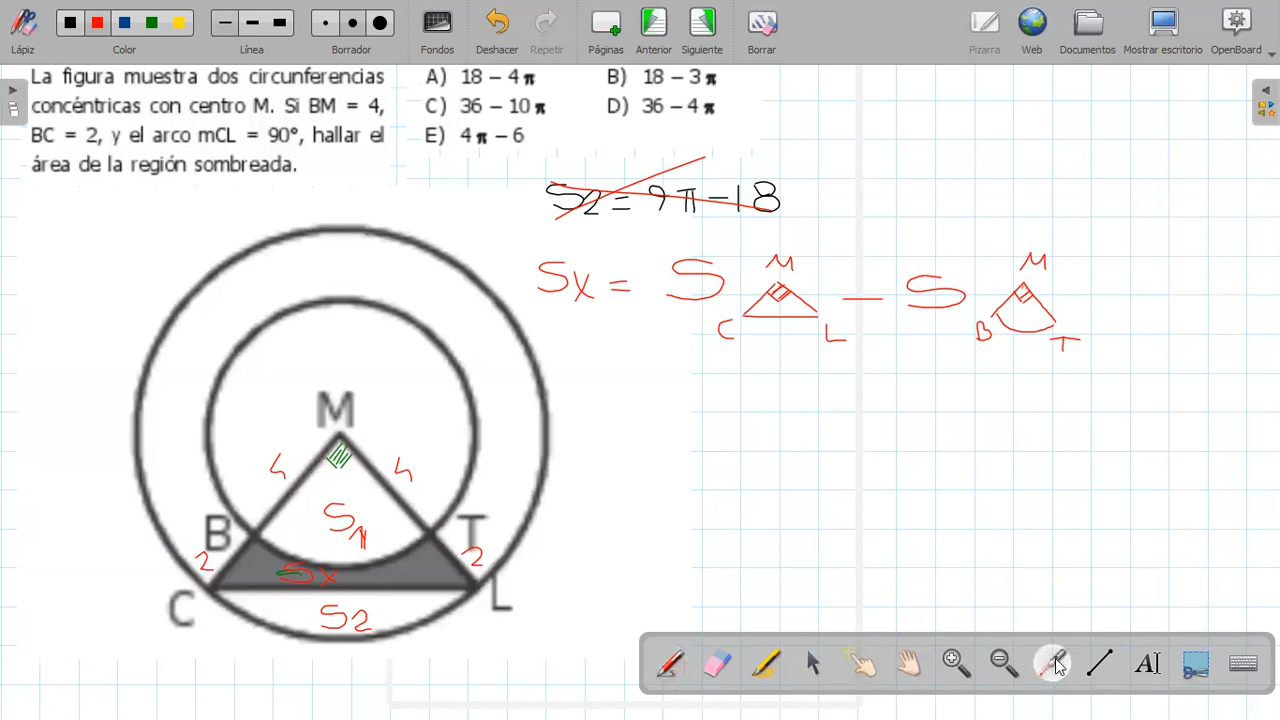 Lápiz
Color
Línea
Borrador
Fondos
Deshacer
Repetir
Páginas
Anterior
Siguiente
Borrar
Pizarra
Web
Documentos
Mostrar escritorio
OpenBoard
La figura muestra dos circunferencias
concéntricas con centro M. Si BM = 4,
BC = 2, y el arco mCL = 90°, hallar el
área de la región sombreada.
A) 18 − 4π B) 18 − 3π
C) 36 − 10π D) 36 − 4π
E) 4π − 6
S2 = 9π − 18
Sx = S M C L − S M B T
M
4 4
S1
B T
2 2
Sx
C L
S2